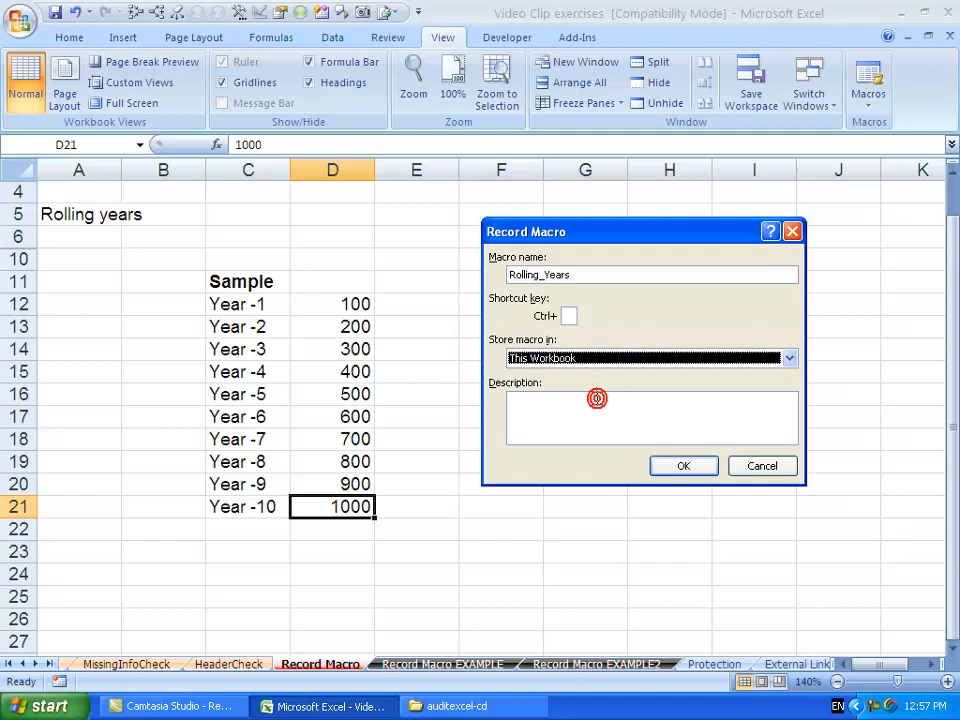 Video Clip exercises [Compatibility Mode] - Microsoft Excel
Home Insert Page Layout Formulas Data Review View Developer Add-Ins
Normal
Page Layout
Page Break Preview
Custom Views
Full Screen
Workbook Views
Ruler
Gridlines
Message Bar
Formula Bar
Headings
Show/Hide
Zoom
100%
Zoom to Selection
Zoom
New Window
Arrange All
Freeze Panes
Split
Hide
Unhide
Save Workspace
Switch Windows
Window
Macros
Macros
D21 fx 1000
A B C D E F G H I J K
4
5 Rolling years
6
10
11 Sample
12 Year -1 100
13 Year -2 200
14 Year -3 300
15 Year -4 400
16 Year -5 500
17 Year -6 600
18 Year -7 700
19 Year -8 800
20 Year -9 900
21 Year -10 1000
22
23
24
25
26
27
Record Macro ?
Macro name:
Rolling_Years
Shortcut key:
Ctrl+
Store macro in:
This Workbook
Description:
OK Cancel
MissingInfoCheck HeaderCheck Record Macro Record Macro EXAMPLE Record Macro EXAMPLE2 Protection External Link
Ready 140%
start Camtasia Studio - Re... Microsoft Excel - Vide... auditexcel-cd EN 12:57 PM